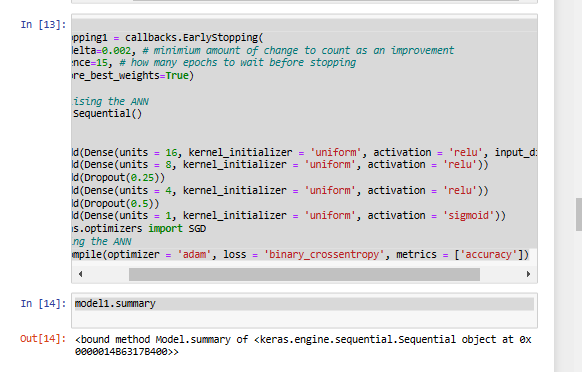 In [13]:
pping1 = callbacks.EarlyStopping(
elta=0.002, # minimium amount of change to count as an improvement
nce=15, # how many epochs to wait before stopping
re_best_weights=True)
ising the ANN
Sequential()
d(Dense(units = 16, kernel_initializer = 'uniform', activation = 'relu', input_d
d(Dense(units = 8, kernel_initializer = 'uniform', activation = 'relu'))
d(Dropout(0.25))
d(Dense(units = 4, kernel_initializer = 'uniform', activation = 'relu'))
d(Dropout(0.5))
d(Dense(units = 1, kernel_initializer = 'uniform', activation = 'sigmoid'))
s.optimizers import SGD
ng the ANN
mpile(optimizer = 'adam', loss = 'binary_crossentropy', metrics = ['accuracy'])
In [14]: model1.summary
Out[14]: <bound method Model.summary of <keras.engine.sequential.Sequential object at 0x
0000014B6317B400>>